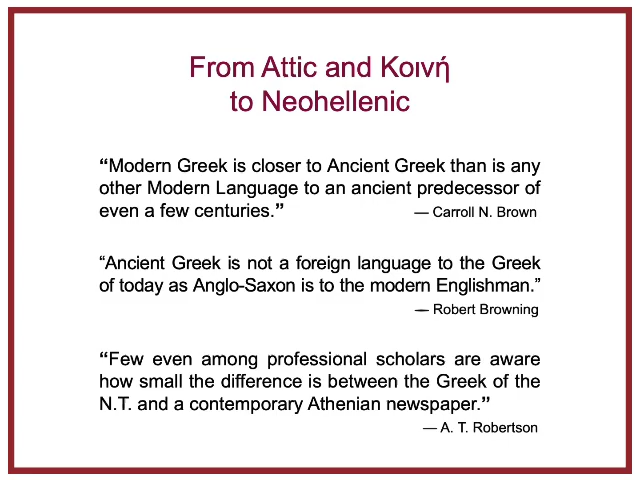 From Attic and Κοινή
to Neohellenic
“Modern Greek is closer to Ancient Greek than is any
other Modern Language to an ancient predecessor of
even a few centuries.” — Carroll N. Brown
“Ancient Greek is not a foreign language to the Greek
of today as Anglo-Saxon is to the modern Englishman.”
— Robert Browning
“Few even among professional scholars are aware
how small the difference is between the Greek of the
N.T. and a contemporary Athenian newspaper.”
— A. T. Robertson